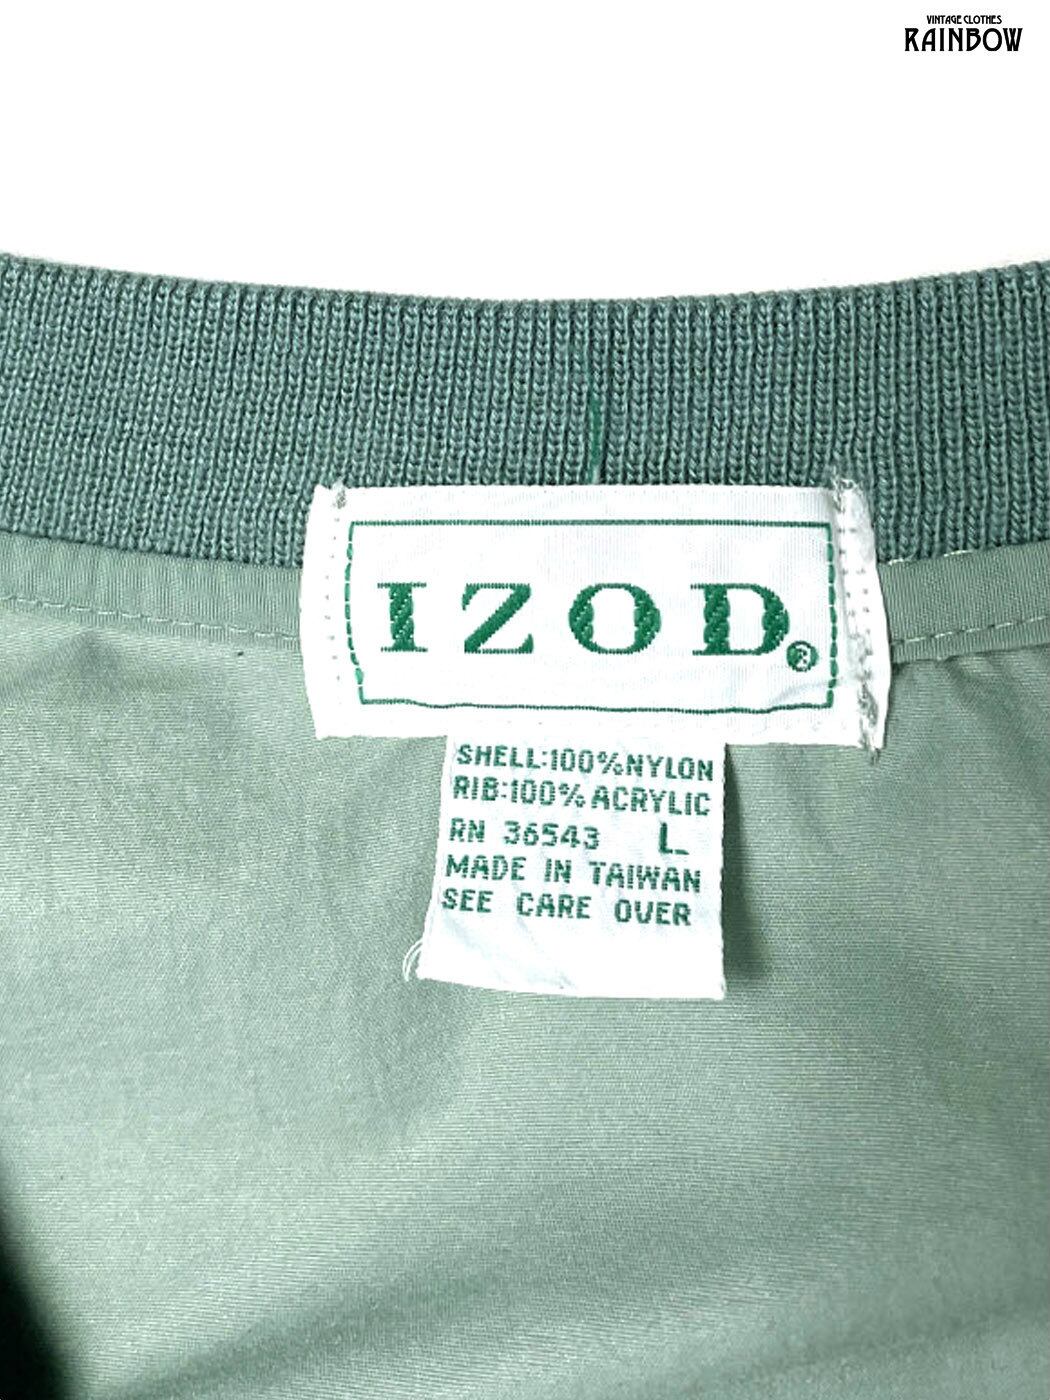 VINTAGE CLOTHES
RAINBOW
IZOD®
SHELL:100%NYLON
RIB:100%ACRYLIC
RN 36543 L
MADE IN TAIWAN
SEE CARE OVER